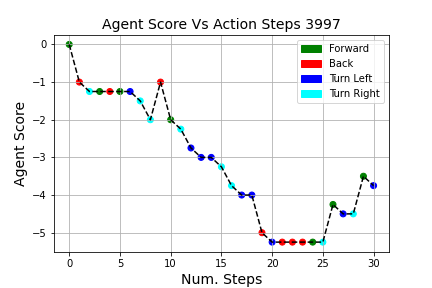 Agent Score Vs Action Steps 3997
Forward
Back
Turn Left
Turn Right
Agent Score
0
−1
−2
−3
−4
−5
0 5 10 15 20 25 30
Num. Steps